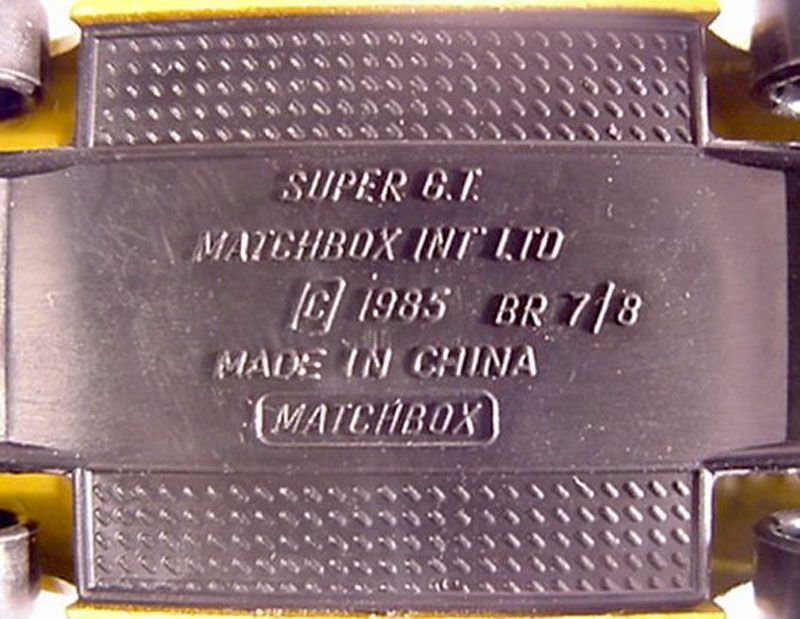 SUPER G.T.
MATCHBOX INT' LTD
[C] 1985 BR 7/8
MADE IN CHINA
MATCHBOX